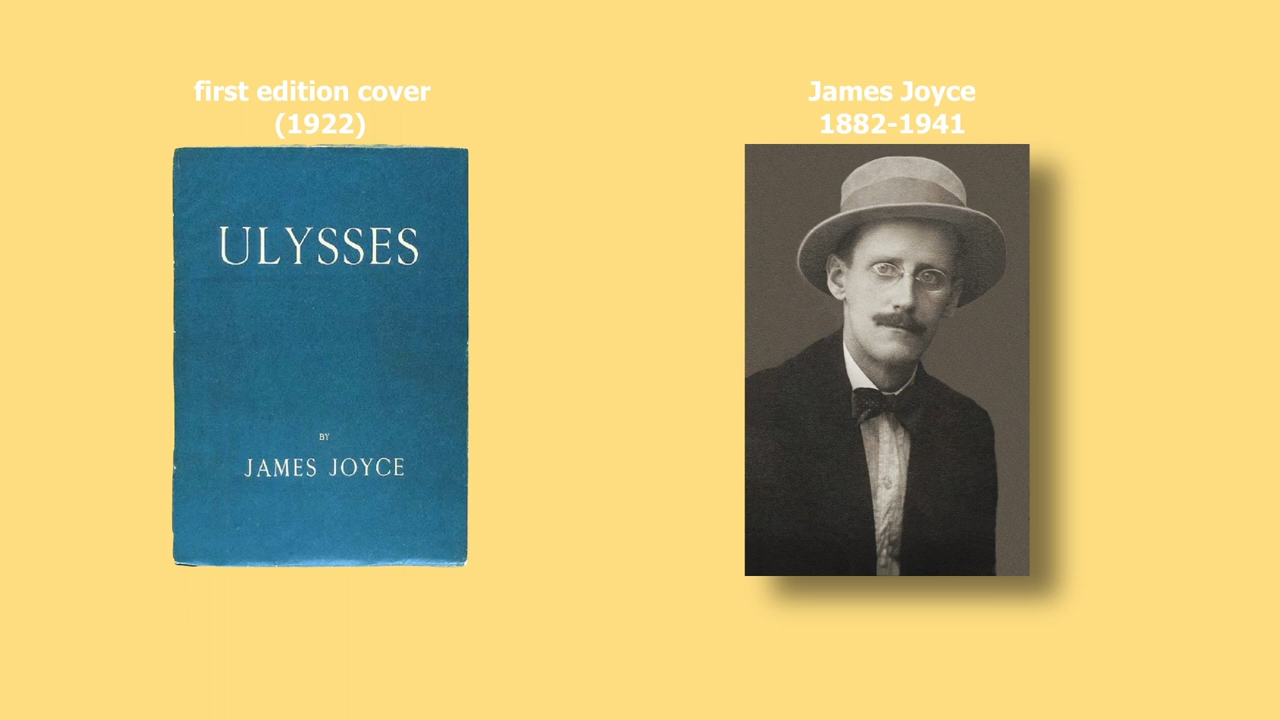 first edition cover
(1922)
ULYSSES
BY
JAMES JOYCE
James Joyce
1882-1941